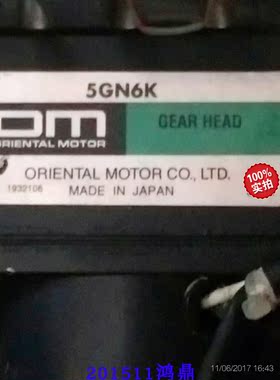 5GN6K
OM
ORIENTAL MOTOR
GEAR HEAD
ORIENTAL MOTOR CO., LTD.
1932106
MADE IN JAPAN
100%
实拍
11/06/2017 16:43
201511鸿鼎